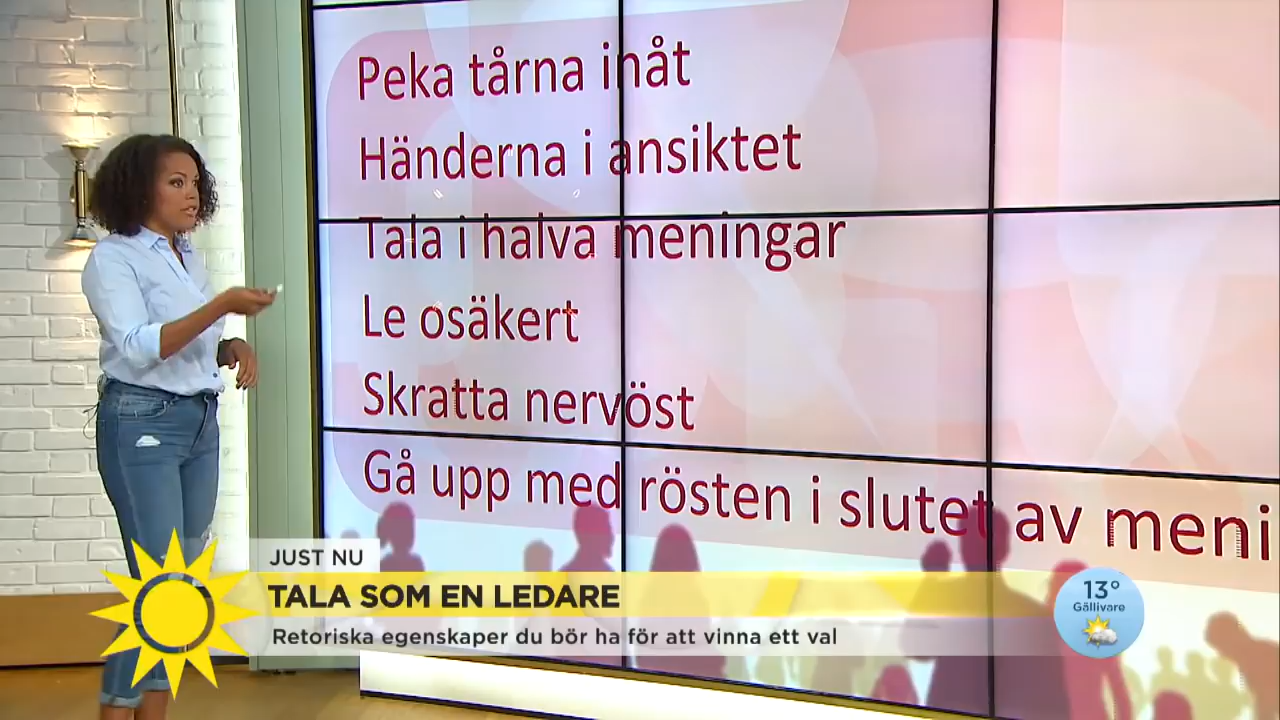 Peka tårna inåt
Händerna i ansiktet
Tala i halva meningar
Le osäkert
Skratta nervöst
Gå upp med rösten i slutet av meni
JUST NU
TALA SOM EN LEDARE
Retoriska egenskaper du bör ha för att vinna ett val
13°
Gällivare